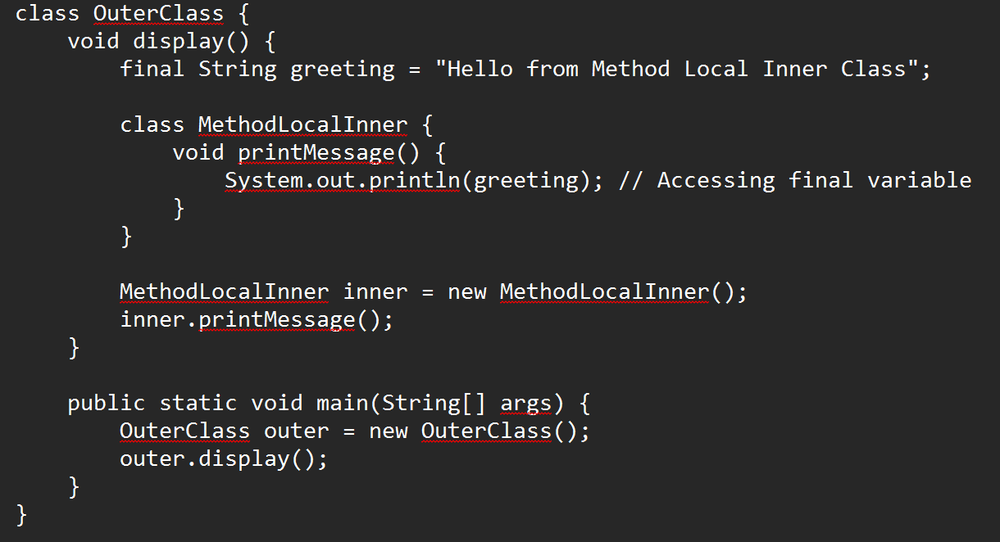 class OuterClass {
    void display() {
        final String greeting = "Hello from Method Local Inner Class";

        class MethodLocalInner {
            void printMessage() {
                System.out.println(greeting); // Accessing final variable
            }
        }

        MethodLocalInner inner = new MethodLocalInner();
        inner.printMessage();
    }

    public static void main(String[] args) {
        OuterClass outer = new OuterClass();
        outer.display();
    }
}